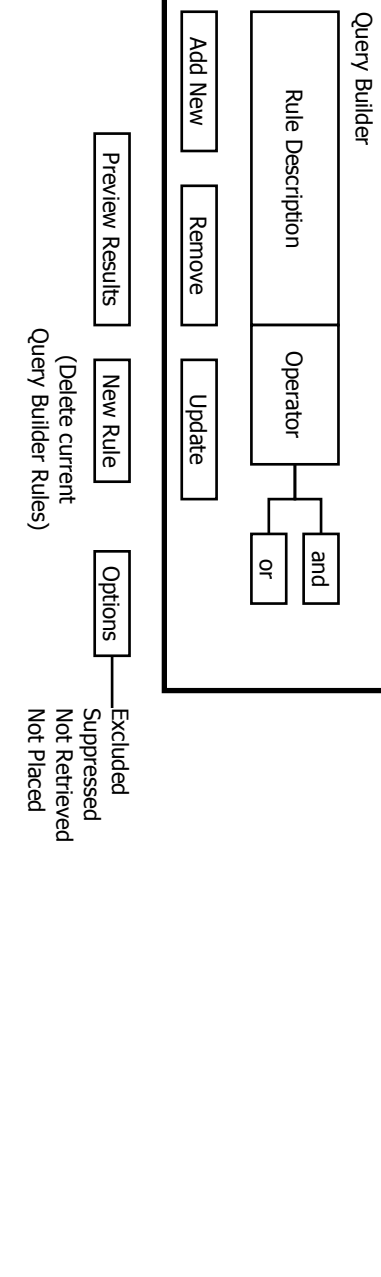 Query Builder
Rule Description
Operator
and
or
Add New
Remove
Update
Preview Results
New Rule
(Delete current
Query Builder Rules)
Options
Excluded
Suppressed
Not Retrieved
Not Placed